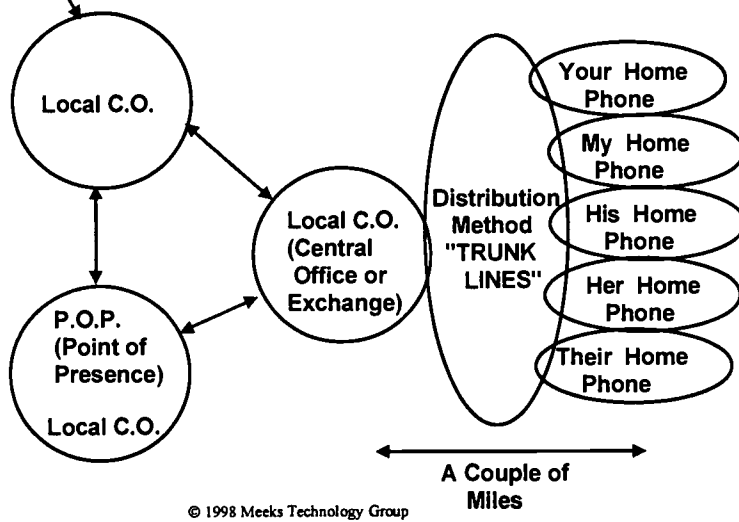 Local C.O.
P.O.P.
(Point of
Presence)
Local C.O.
Local C.O.
(Central
Office or
Exchange)
Distribution
Method
"TRUNK
LINES"
Your Home
Phone
My Home
Phone
His Home
Phone
Her Home
Phone
Their Home
Phone
A Couple of
Miles
© 1998 Meeks Technology Group